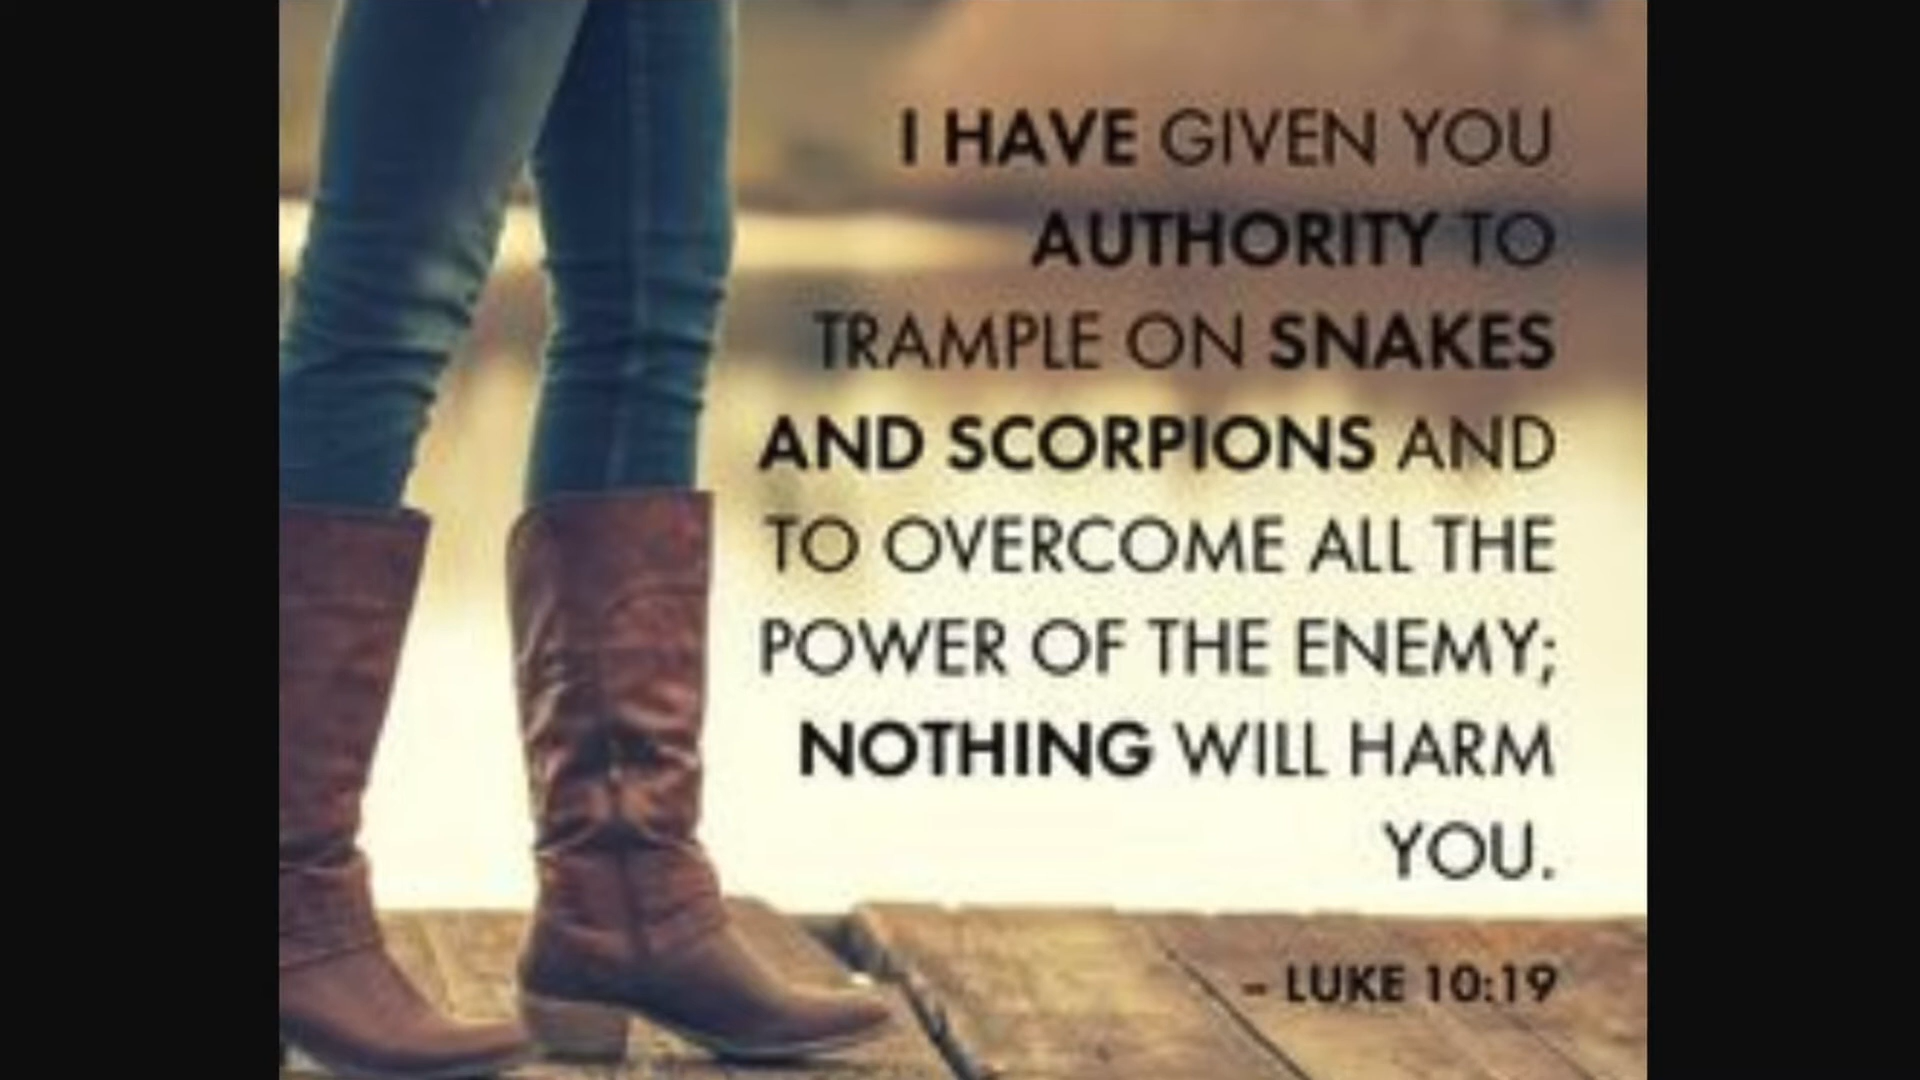 I HAVE GIVEN YOU
AUTHORITY TO
TRAMPLE ON SNAKES
AND SCORPIONS AND
TO OVERCOME ALL THE
POWER OF THE ENEMY;
NOTHING WILL HARM
YOU.
– LUKE 10:19